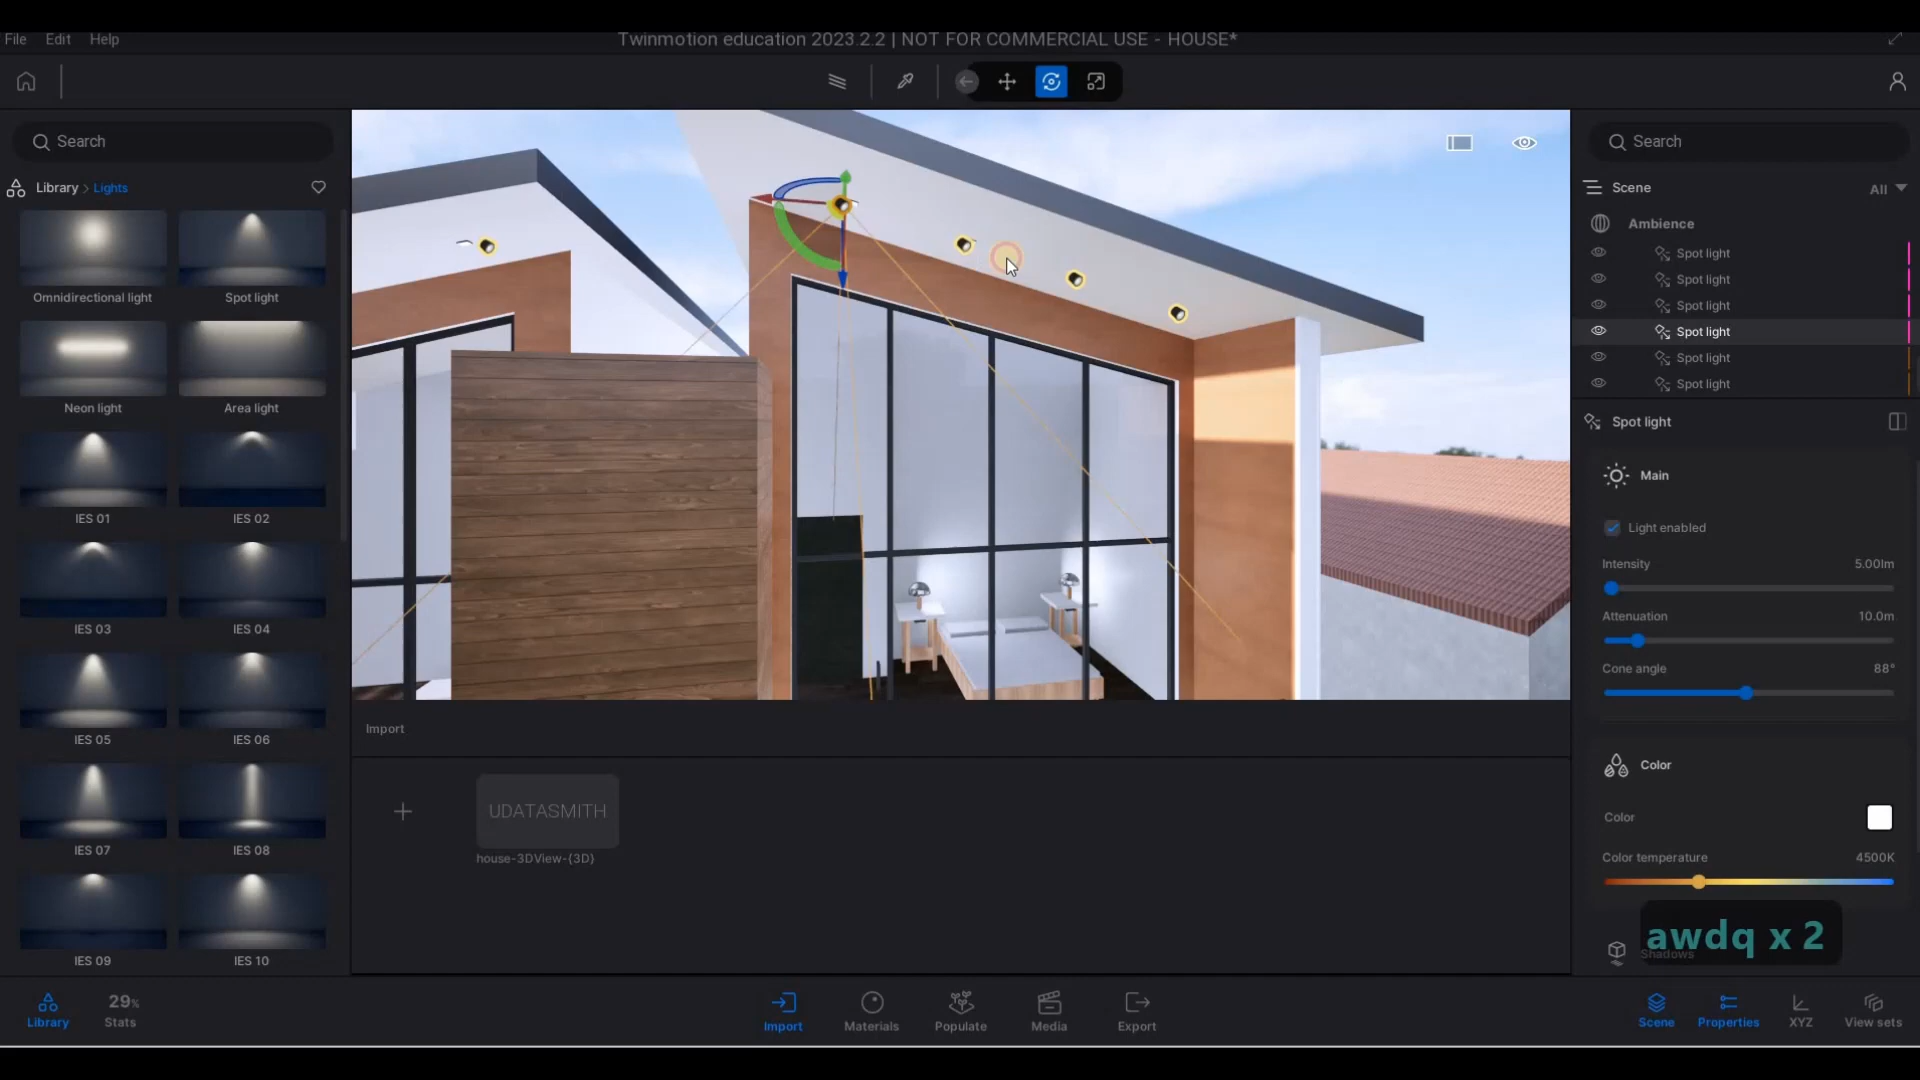 File Edit Help
Twinmotion education 2023.2.2 | NOT FOR COMMERCIAL USE - HOUSE*
Search
Library > Lights
Omnidirectional light
Spot light
Neon light
Area light
IES 01
IES 02
IES 03
IES 04
IES 05
IES 06
IES 07
IES 08
IES 09
IES 10
Import
UDATASMITH
house-3DView-{3D}
Search
Scene
All
Ambience
Spot light
Spot light
Spot light
Spot light
Spot light
Spot light
Spot light
Main
Light enabled
Intensity 5.00lm
Attenuation 10.0m
Cone angle 88°
Color
Color
Color temperature 4500K
awdq x 2
Shadows
Library
29%
Stats
Import
Materials
Populate
Media
Export
Scene
Properties
XYZ
View sets